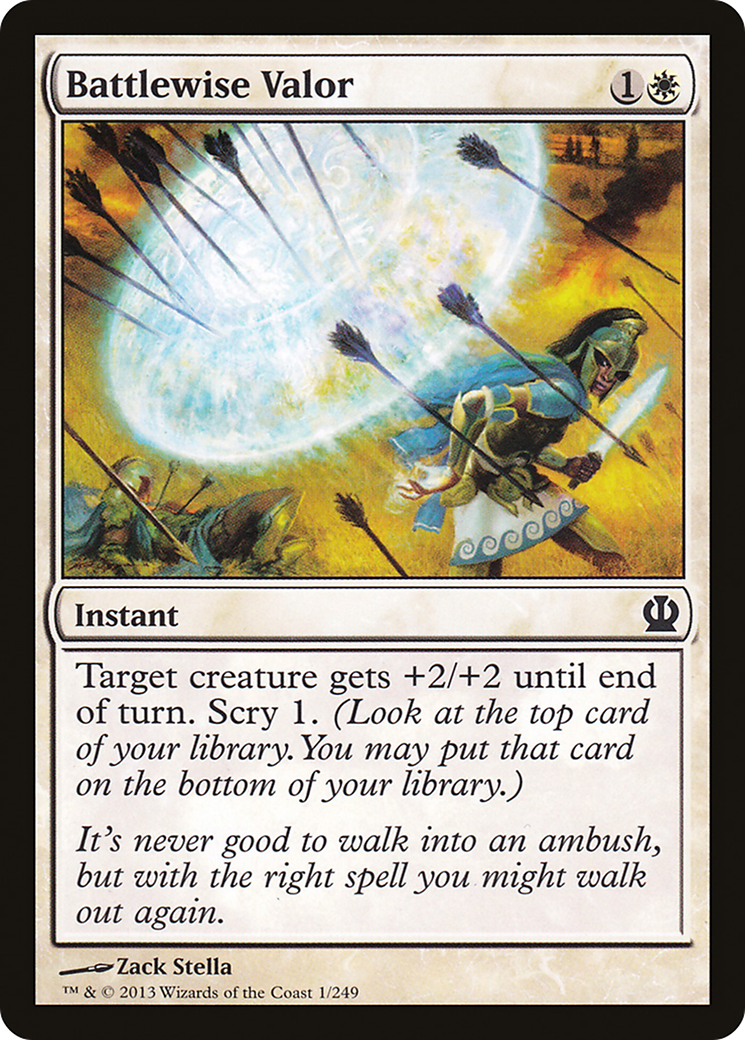 Battlewise Valor 1
Instant
Target creature gets +2/+2 until end
of turn. Scry 1. (Look at the top card
of your library. You may put that card
on the bottom of your library.)
It's never good to walk into an ambush,
but with the right spell you might walk
out again.
Zack Stella
™ & © 2013 Wizards of the Coast 1/249